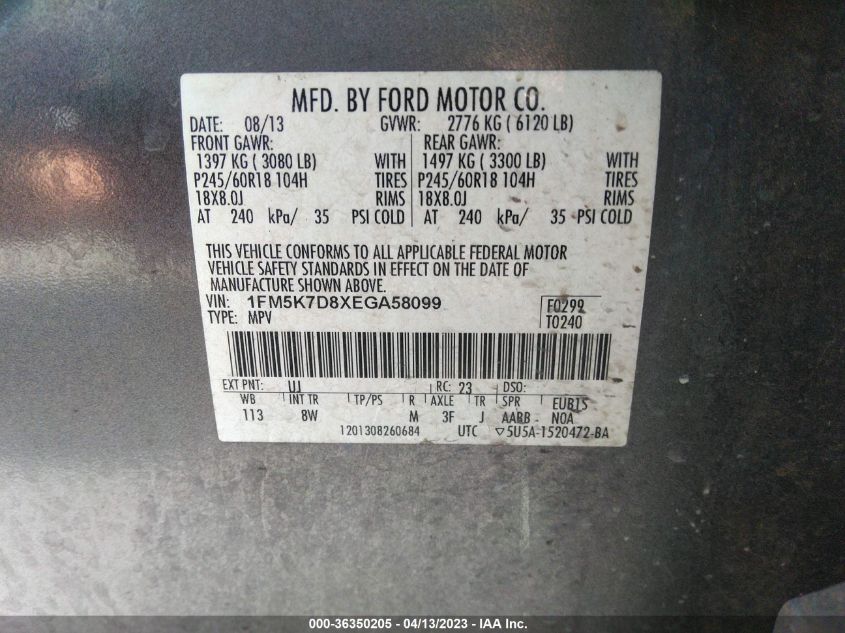 MFD. BY FORD MOTOR CO.
DATE: 08/13 GVWR: 2776 KG ( 6120 LB)
FRONT GAWR: REAR GAWR:
1397 KG ( 3080 LB) WITH 1497 KG ( 3300 LB) WITH
P245/60R18 104H TIRES P245/60R18 104H TIRES
18X8.0J RIMS 18X8.0J RIMS
AT 240 kPa/ 35 PSI COLD AT 240 kPa/ 35 PSI COLD
THIS VEHICLE CONFORMS TO ALL APPLICABLE FEDERAL MOTOR
VEHICLE SAFETY STANDARDS IN EFFECT ON THE DATE OF
MANUFACTURE SHOWN ABOVE.
VIN: 1FM5K7D8XEGA58099 F0299
TYPE: MPV T0240
EXT PNT: UJ RC: 23 DSO:
WB INT TR TP/PS R AXLE TR SPR EUB1S
113 8W M 3F J AABB - NOA
1201308260684 UTC ▽5U5A-1520472-BA
000-36350205 - 04/13/2023 - IAA Inc.